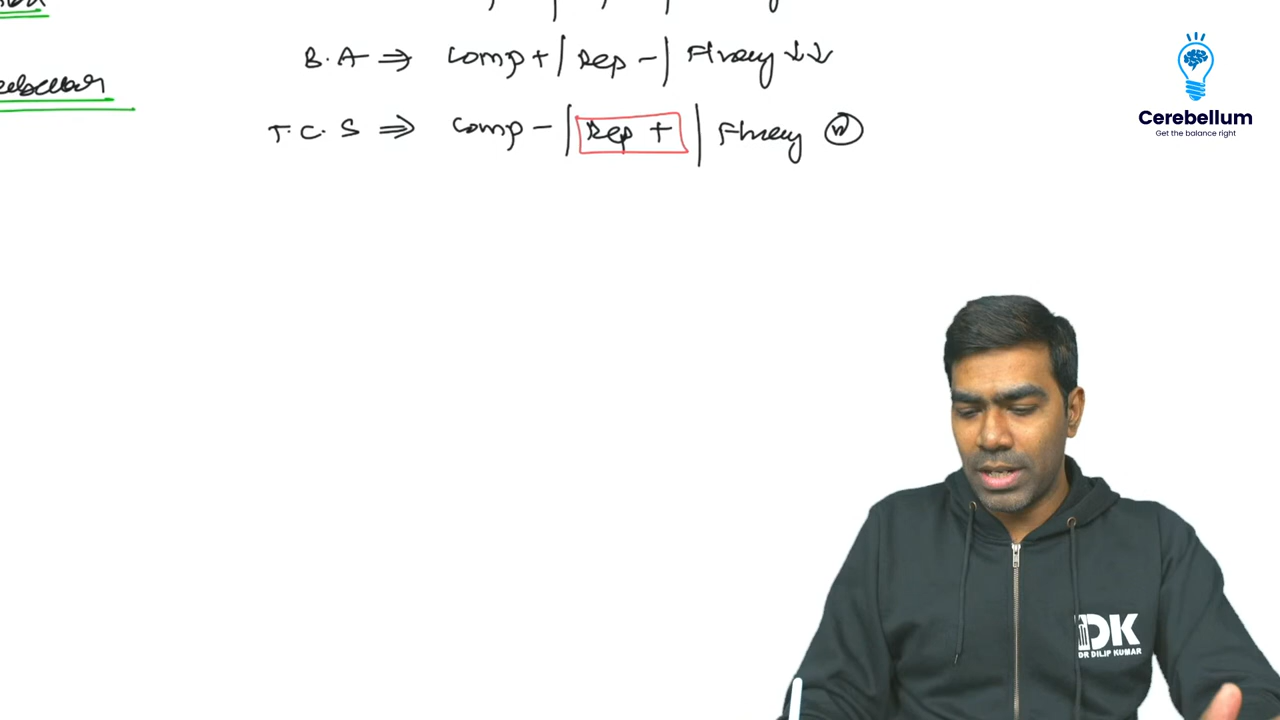 B.A ⇒ Comp + | Rep - | Fluency ↓↓
T.C.S ⇒ Comp - | Rep + | Fluency (N)
Cerebellum
Get the balance right
DK
DR DILIP KUMAR